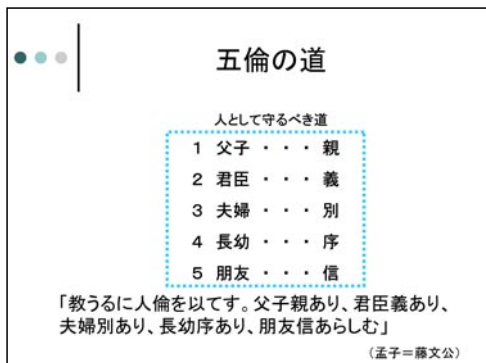 五倫の道
人として守るべき道
1 父子 ・ ・ ・ 親
2 君臣 ・ ・ ・ 義
3 夫婦 ・ ・ ・ 別
4 長幼 ・ ・ ・ 序
5 朋友 ・ ・ ・ 信
「教うるに人倫を以てす。父子親あり、君臣義あり、
夫婦別あり、長幼序あり、朋友信あらしむ」
(孟子＝藤文公)